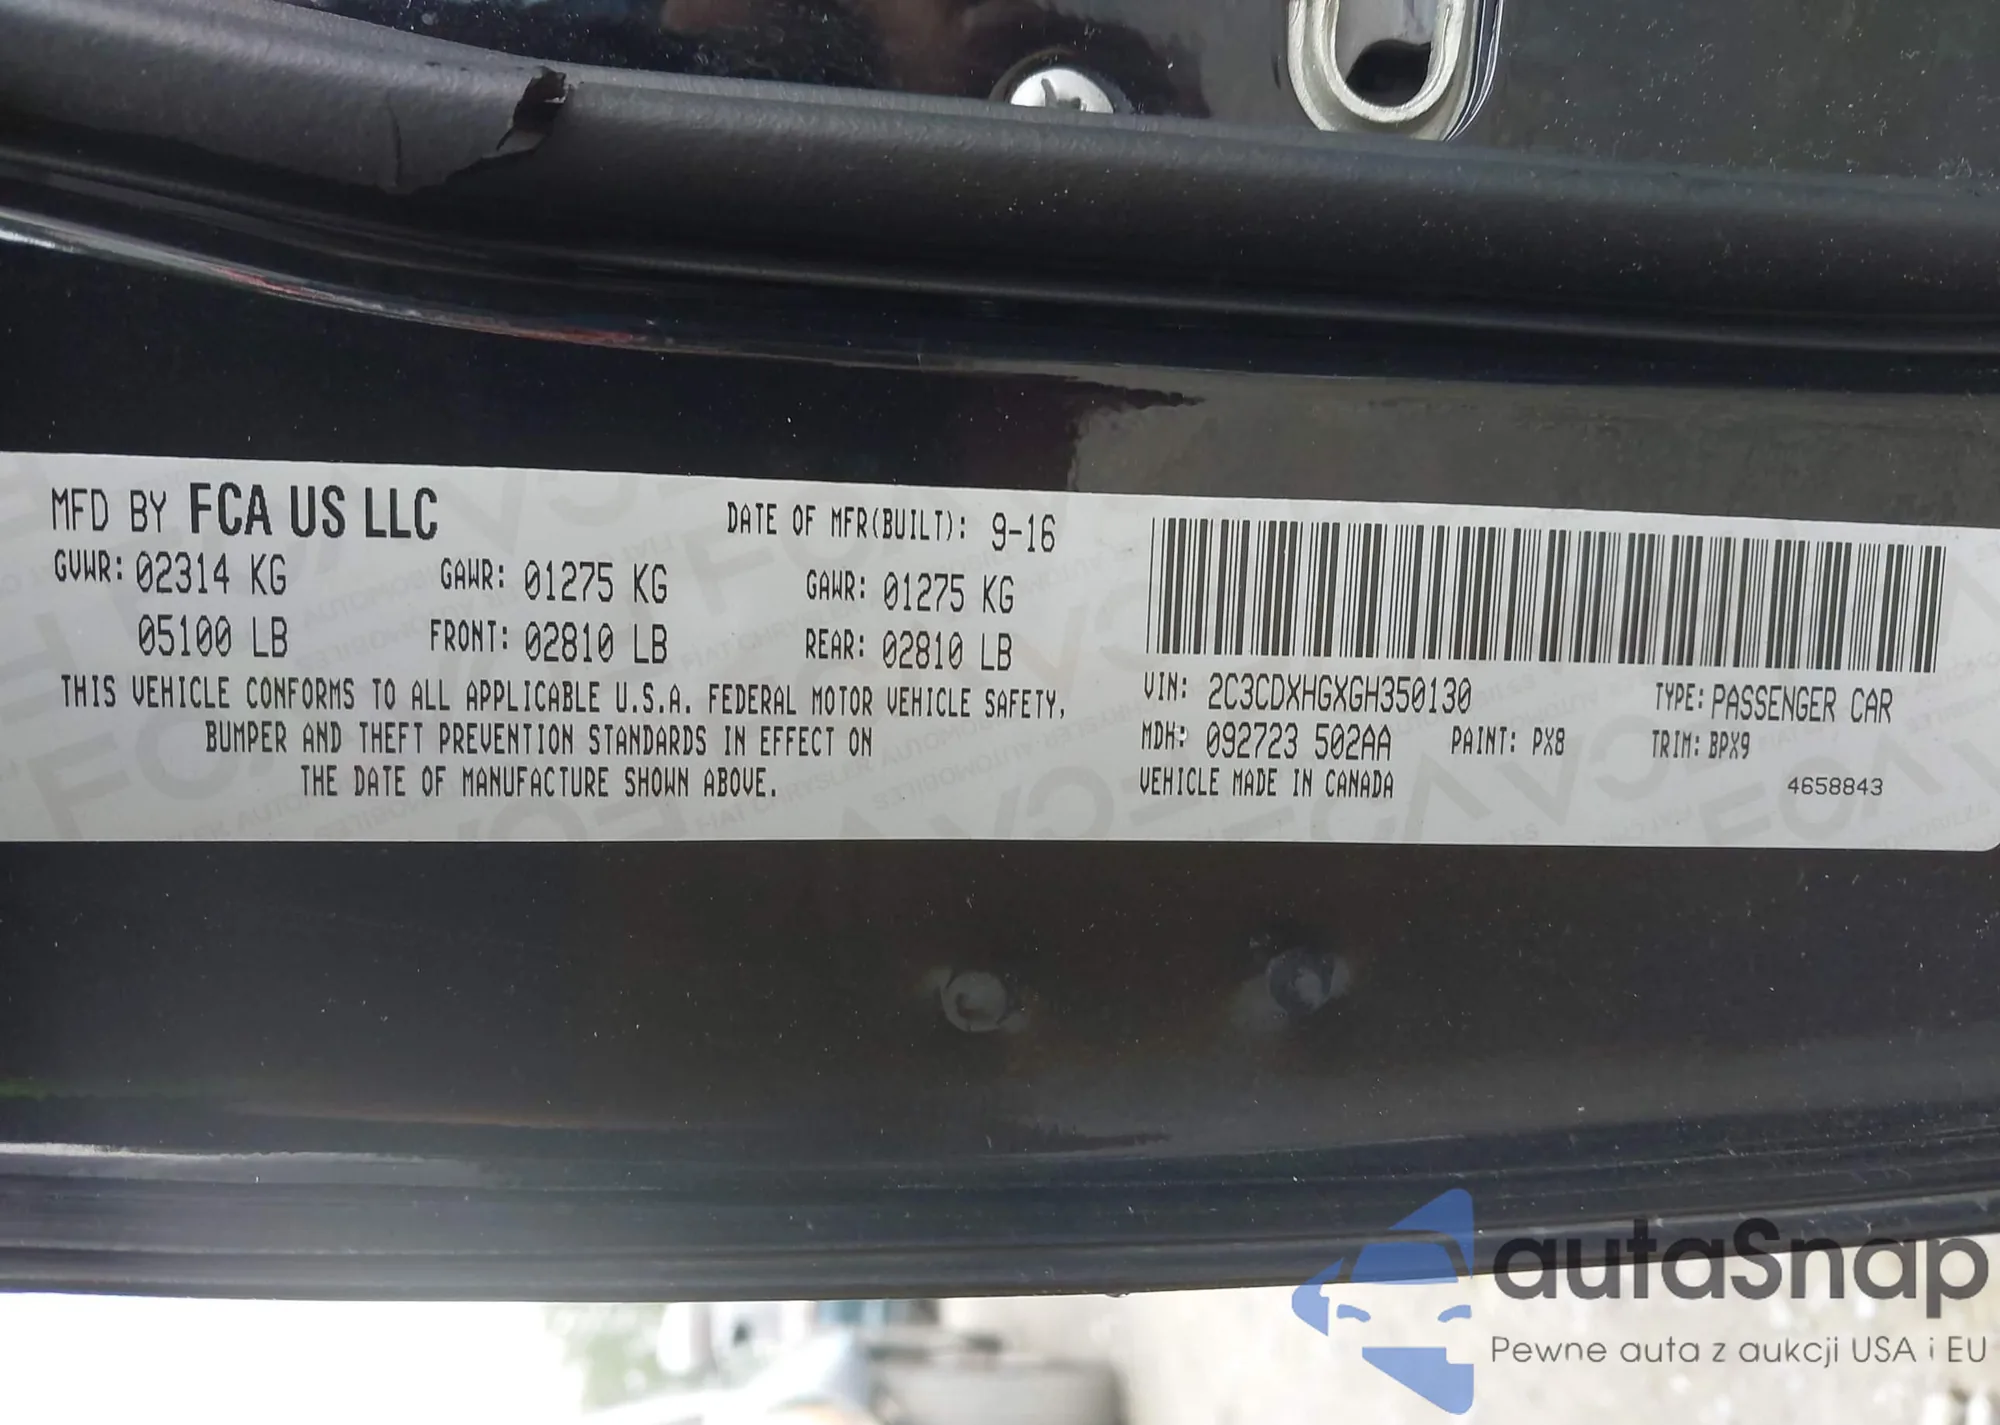 MFD BY FCA US LLC
DATE OF MFR(BUILT): 9-16
GVWR: 02314 KG
05100 LB
GAWR: 01275 KG
FRONT: 02810 LB
GAWR: 01275 KG
REAR: 02810 LB
THIS VEHICLE CONFORMS TO ALL APPLICABLE U.S.A. FEDERAL MOTOR VEHICLE SAFETY,
BUMPER AND THEFT PREVENTION STANDARDS IN EFFECT ON
THE DATE OF MANUFACTURE SHOWN ABOVE.
VIN: 2C3CDXHGXGH350130
TYPE: PASSENGER CAR
MDH: 092723 502AA
PAINT: PX8
TRIM: BPX9
VEHICLE MADE IN CANADA
4658843
autaSnap
Pewne auta z aukcji USA i EU